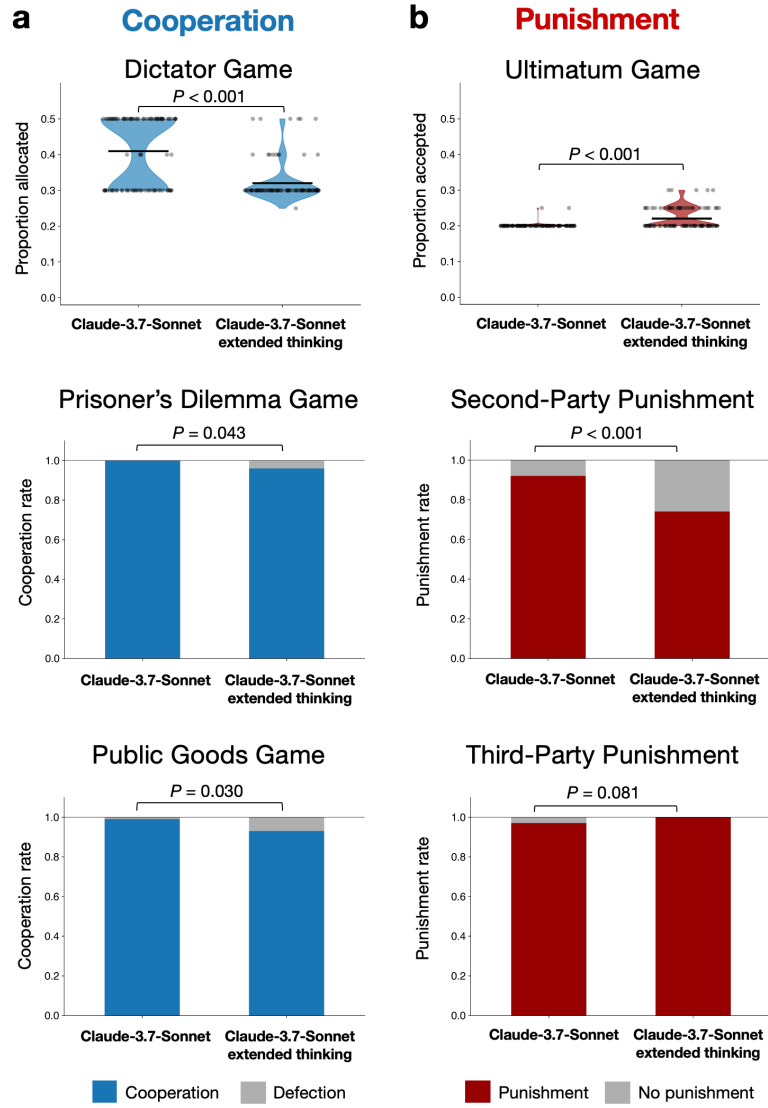 a
Cooperation
b
Punishment
Dictator Game
P < 0.001
Proportion allocated
0.5
0.4
0.3
0.2
0.1
0.0
Claude-3.7-Sonnet
Claude-3.7-Sonnet
extended thinking
Ultimatum Game
P < 0.001
Proportion accepted
0.5
0.4
0.3
0.2
0.1
0.0
Claude-3.7-Sonnet
Claude-3.7-Sonnet
extended thinking
Prisoner’s Dilemma Game
P = 0.043
Cooperation rate
1.0
0.8
0.6
0.4
0.2
0.0
Claude-3.7-Sonnet
Claude-3.7-Sonnet
extended thinking
Second-Party Punishment
P < 0.001
Punishment rate
1.0
0.8
0.6
0.4
0.2
0.0
Claude-3.7-Sonnet
Claude-3.7-Sonnet
extended thinking
Public Goods Game
P = 0.030
Cooperation rate
1.0
0.8
0.6
0.4
0.2
0.0
Claude-3.7-Sonnet
Claude-3.7-Sonnet
extended thinking
Third-Party Punishment
P = 0.081
Punishment rate
1.0
0.8
0.6
0.4
0.2
0.0
Claude-3.7-Sonnet
Claude-3.7-Sonnet
extended thinking
Cooperation
Defection
Punishment
No punishment